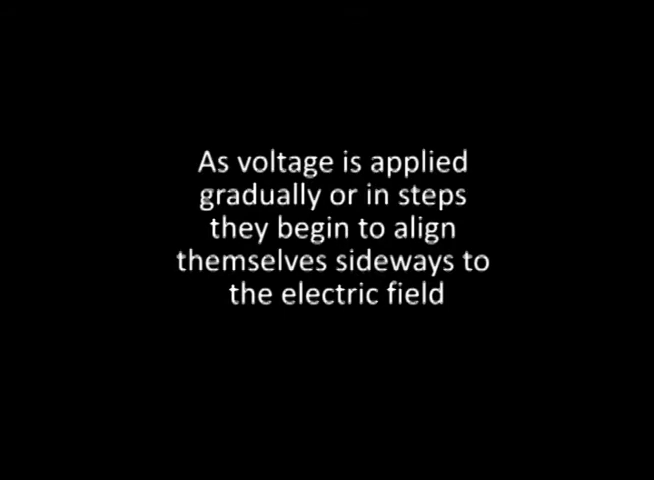 As voltage is applied
gradually or in steps
they begin to align
themselves sideways to
the electric field